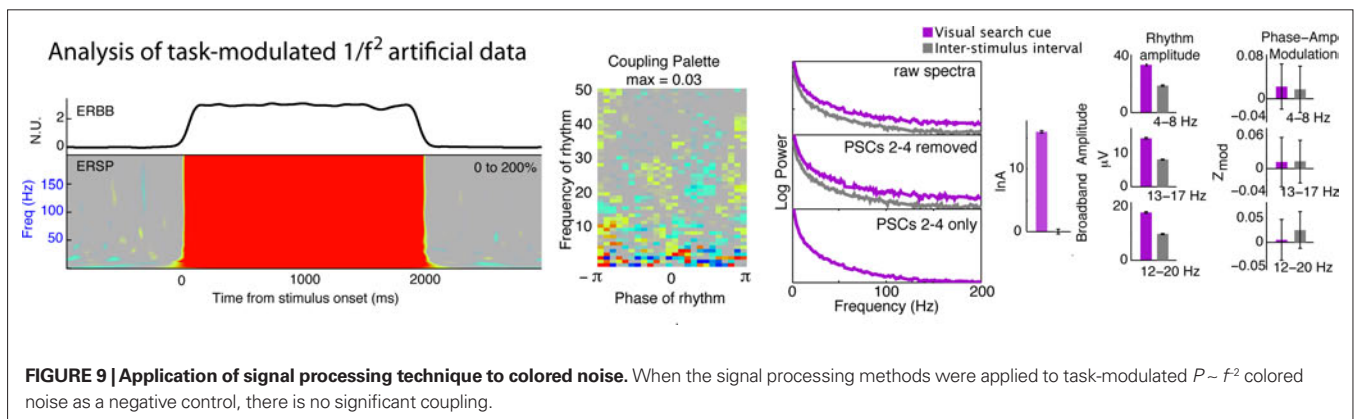 Analysis of task-modulated 1/f² artificial data
ERBB
N.U.
2
0
ERSP
0 to 200%
Freq (Hz)
150
100
50
0
1000
2000
Time from stimulus onset (ms)
Coupling Palette
max = 0.03
Frequency of rhythm
50
40
30
20
10
0
−π
0
π
Phase of rhythm
Visual search cue
Inter-stimulus interval
raw spectra
PSCs 2-4 removed
PSCs 2-4 only
Log Power
0
100
200
Frequency (Hz)
lnA
10
0
Broadband Amplitude
Rhythm
amplitude
μV
40
0
4–8 Hz
20
0
13–17 Hz
20
0
12–20 Hz
Phase–Amp
Modulation
Zmod
0.08
−0.04
4–8 Hz
0.06
−0.04
13–17 Hz
0.05
0
−0.05
12–20 Hz
FIGURE 9 | Application of signal processing technique to colored noise. When the signal processing methods were applied to task-modulated P ~ f⁻² colored
noise as a negative control, there is no significant coupling.